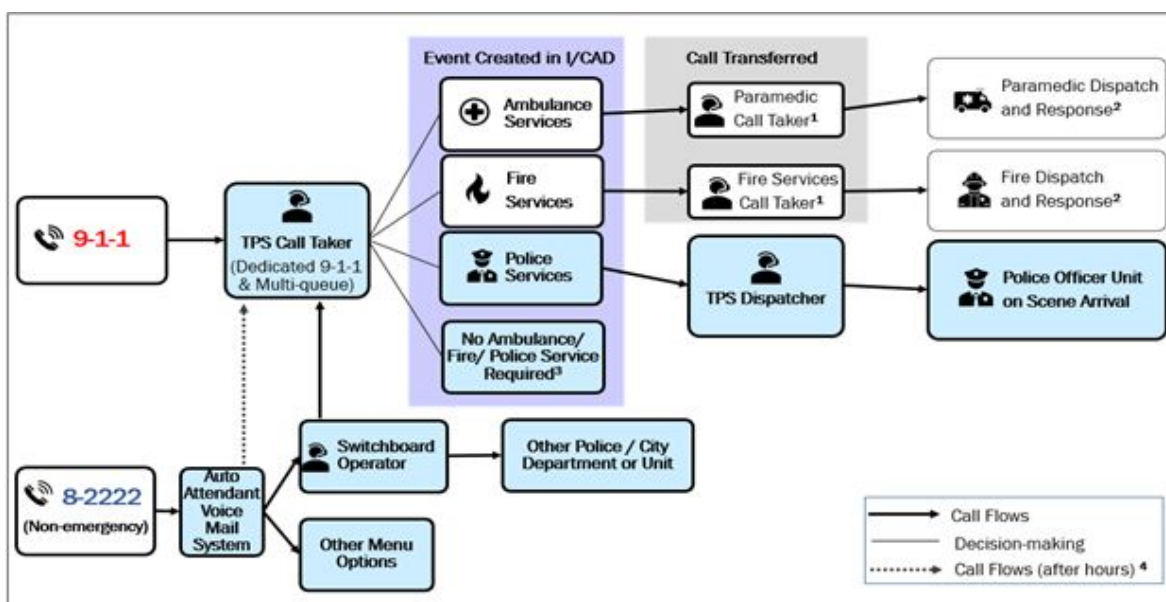 Event Created in I/CAD
Call Transferred
Ambulance
Services
Paramedic
Call Taker¹
Paramedic Dispatch
and Response²
Fire
Services
Fire Services
Call Taker¹
Fire Dispatch
and Response²
9-1-1
TPS Call Taker
(Dedicated 9-1-1
& Multi-queue)
Police
Services
TPS Dispatcher
Police Officer Unit
on Scene Arrival
No Ambulance/
Fire/ Police Service
Required³
8-2222
(Non-emergency)
Auto
Attendant
Voice
Mail
System
Switchboard
Operator
Other Police / City
Department or Unit
Other Menu
Options
Call Flows
Decision-making
Call Flows (after hours) ⁴